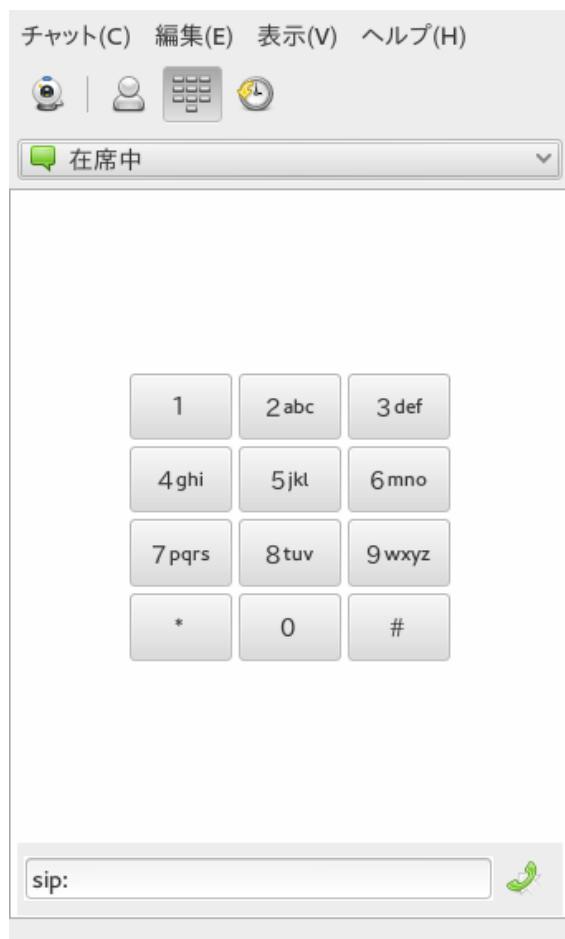 チャット(C) 編集(E) 表示(V) ヘルプ(H)
在席中
1 2abc 3def
4ghi 5jkl 6mno
7pqrs 8tuv 9wxyz
* 0 #
sip: